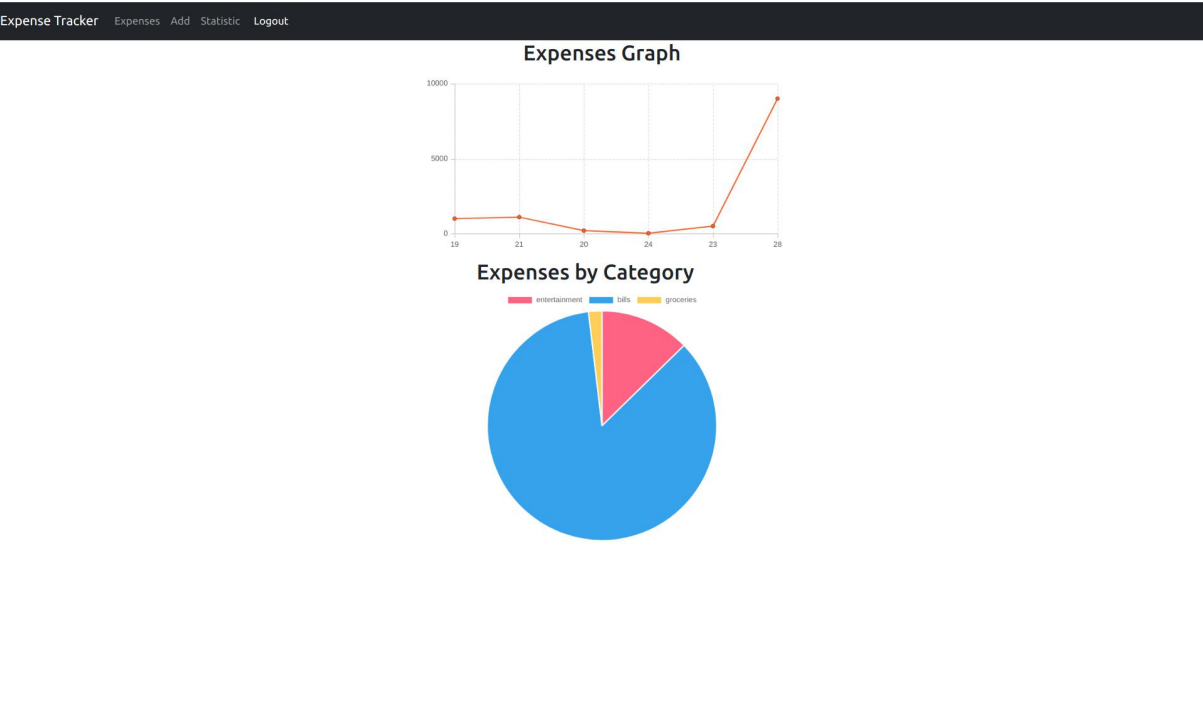 Expense Tracker Expenses Add Statistic Logout
Expenses Graph
10000
5000
0
19 21 20 24 23 28
Expenses by Category
entertainment bills groceries